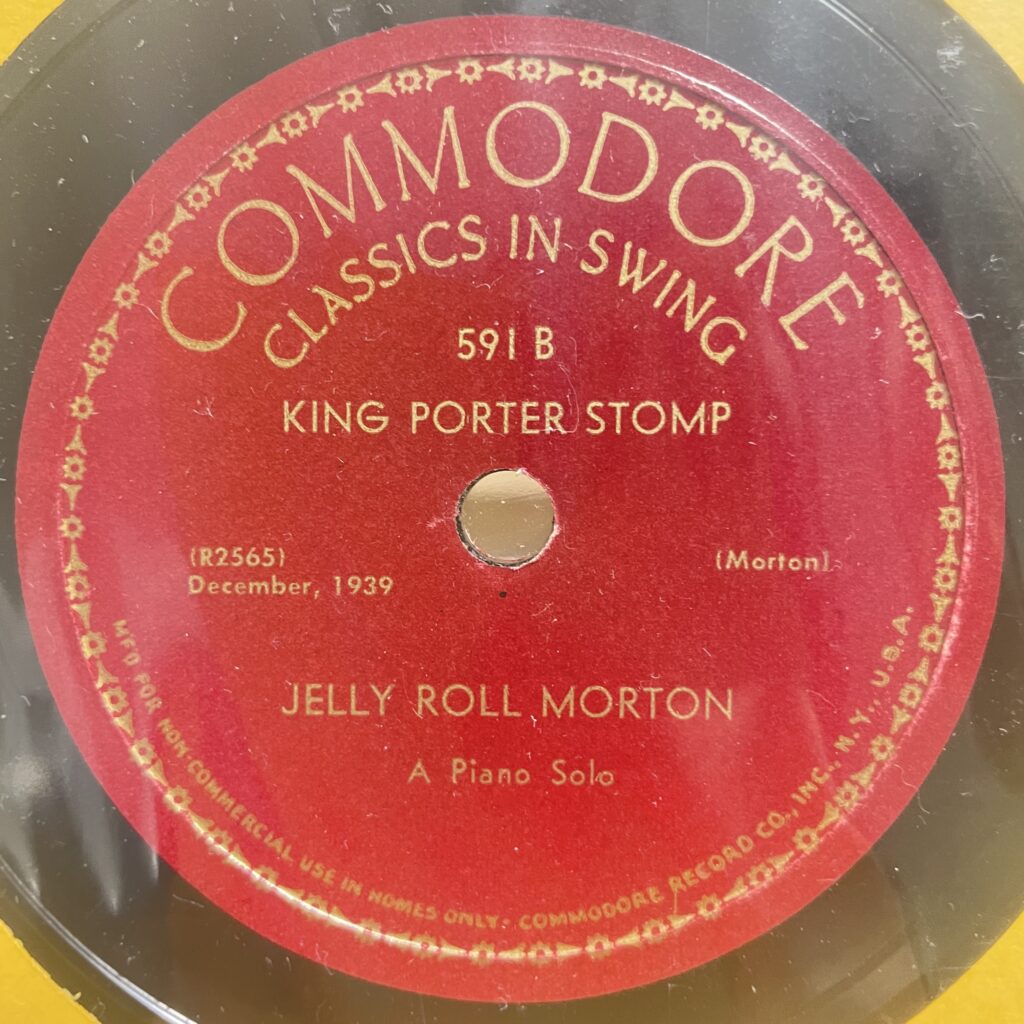 COMMODORE
CLASSICS IN SWING
591 B
KING PORTER STOMP
(R2565)
December, 1939
(Morton)
JELLY ROLL MORTON
A Piano Solo
MF'D FOR NON-COMMERCIAL USE IN HOMES ONLY· COMMODORE RECORD CO., INC., N.Y., U.S.A.